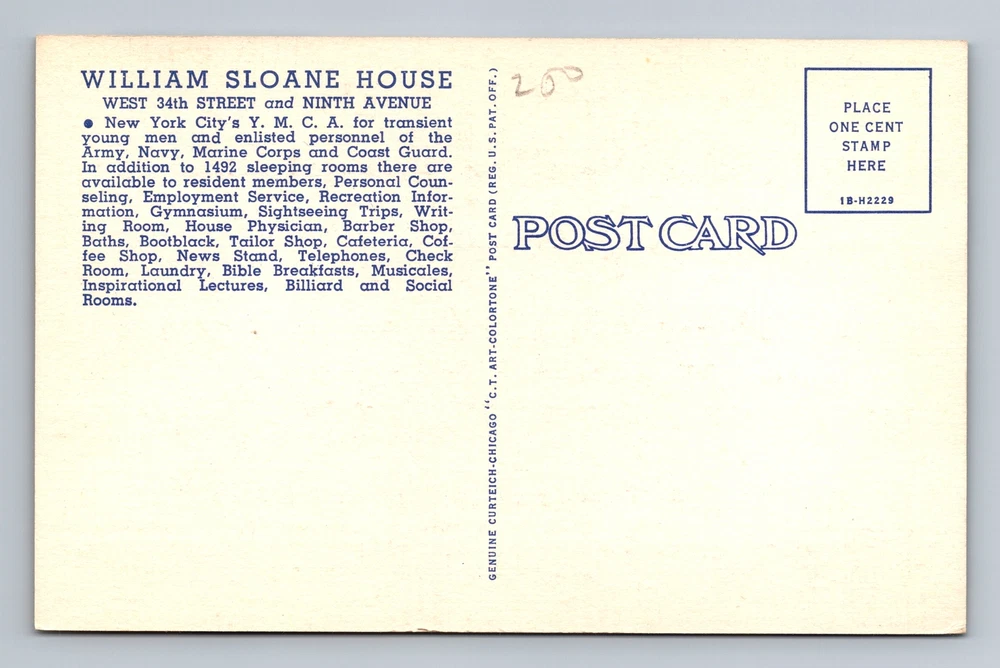 WILLIAM SLOANE HOUSE
WEST 34th STREET and NINTH AVENUE
● New York City's Y. M. C. A. for transient
young men and enlisted personnel of the
Army, Navy, Marine Corps and Coast Guard.
In addition to 1492 sleeping rooms there are
available to resident members, Personal Coun-
seling, Employment Service, Recreation Infor-
mation, Gymnasium, Sightseeing Trips, Writ-
ing Room, House Physician, Barber Shop,
Baths, Bootblack, Tailor Shop, Cafeteria, Cof-
fee Shop, News Stand, Telephones, Check
Room, Laundry, Bible Breakfasts, Musicales,
Inspirational Lectures, Billiard and Social
Rooms.
GENUINE CURTEICH-CHICAGO "C.T. ART-COLORTONE" POST CARD (REG. U.S. PAT. OFF.)
200
POST CARD
PLACE
ONE CENT
STAMP
HERE
1B-H2229